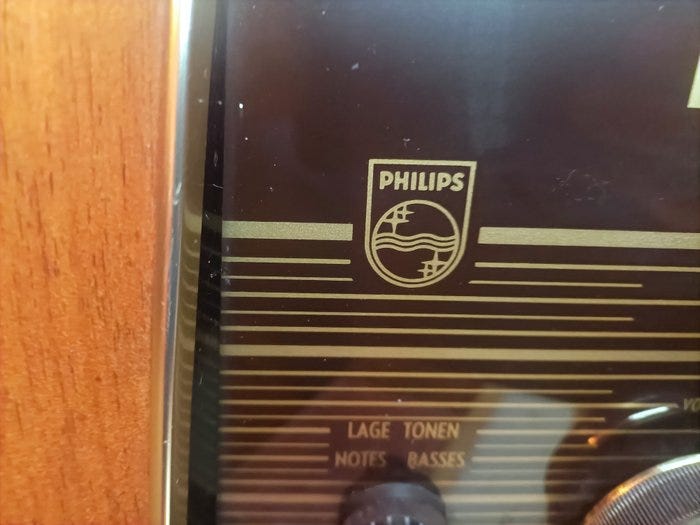 PHILIPS
LAGE TONEN
NOTES BASSES